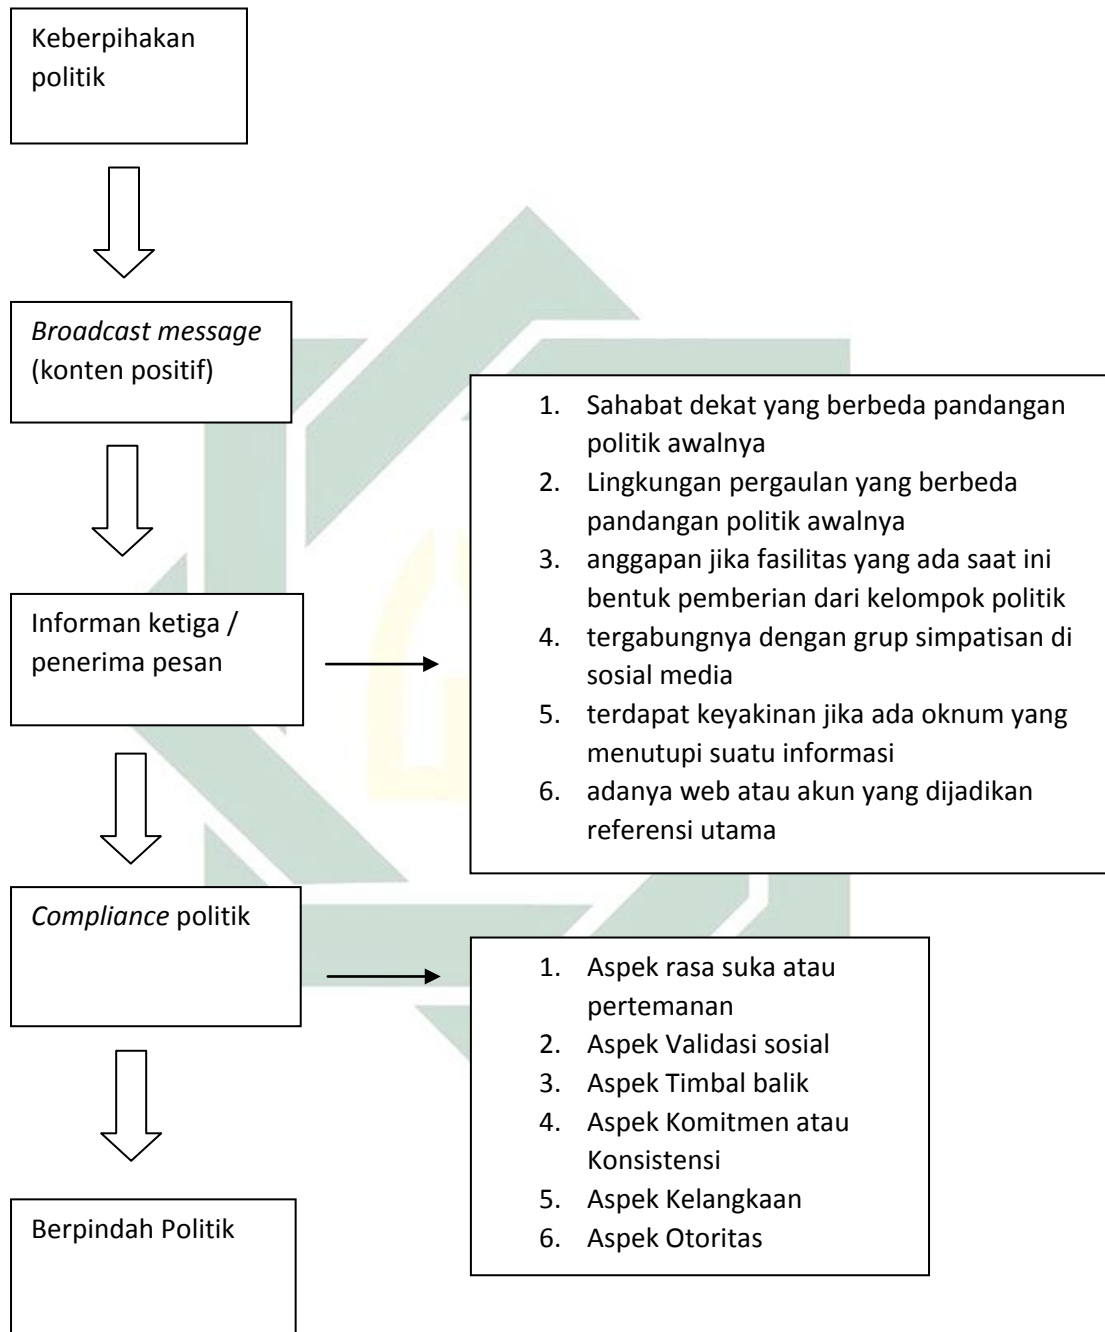 Keberpihakan
politik
Broadcast message
(konten positif)
Informan ketiga /
penerima pesan
1. Sahabat dekat yang berbeda pandangan
politik awalnya
2. Lingkungan pergaulan yang berbeda
pandangan politik awalnya
3. anggapan jika fasilitas yang ada saat ini
bentuk pemberian dari kelompok politik
4. tergabungnya dengan grup simpatisan di
sosial media
5. terdapat keyakinan jika ada oknum yang
menutupi suatu informasi
6. adanya web atau akun yang dijadikan
referensi utama
Compliance politik
1. Aspek rasa suka atau
pertemanan
2. Aspek Validasi sosial
3. Aspek Timbal balik
4. Aspek Komitmen atau
Konsistensi
5. Aspek Kelangkaan
6. Aspek Otoritas
Berpindah Politik